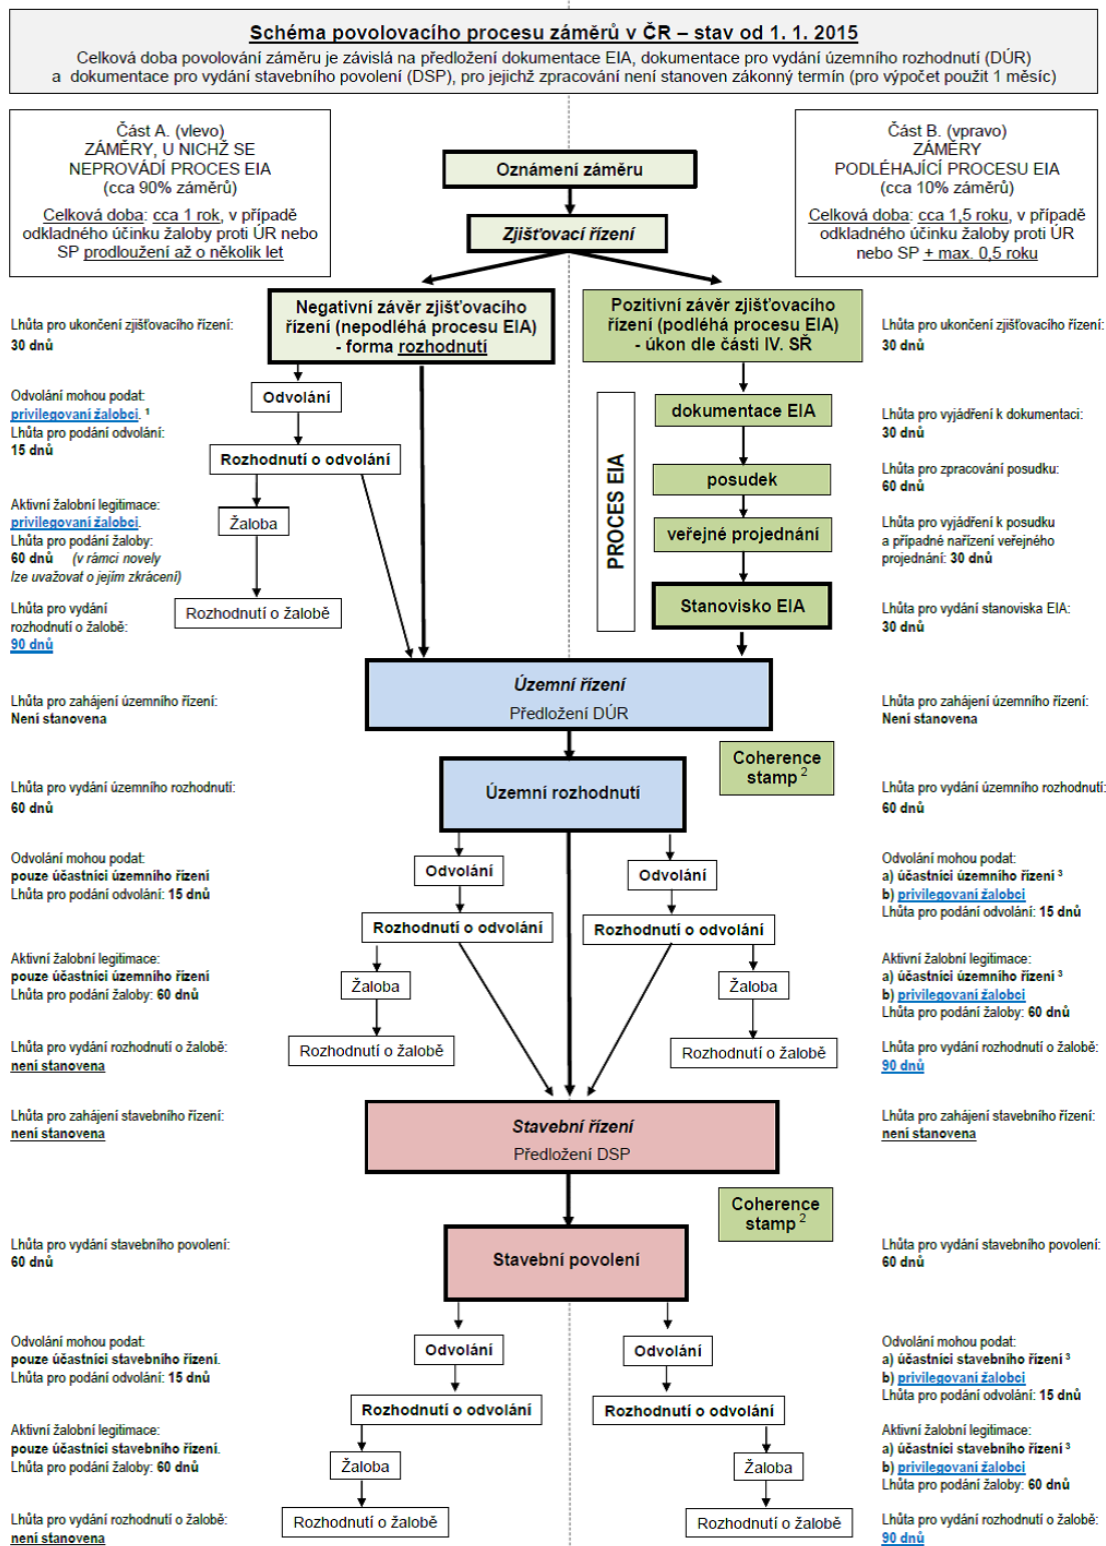 Schéma povolovacího procesu záměrů v ČR – stav od 1. 1. 2015
Celková doba povolování záměru je závislá na předložení dokumentace EIA, dokumentace pro vydání územního rozhodnutí (DÚR)
a dokumentace pro vydání stavebního povolení (DSP), pro jejichž zpracování není stanoven zákonný termín (pro výpočet použit 1 měsíc)
Část A. (vlevo)
ZÁMĚRY, U NICHŽ SE
NEPROVÁDÍ PROCES EIA
(cca 90% záměrů)
Celková doba: cca 1 rok, v případě
odkladného účinku žaloby proti ÚR nebo
SP prodloužení až o několik let
Část B. (vpravo)
ZÁMĚRY
PODLÉHAJÍCÍ PROCESU EIA
(cca 10% záměrů)
Celková doba: cca 1,5 roku, v případě
odkladného účinku žaloby proti ÚR
nebo SP + max. 0,5 roku
Oznámení záměru
Zjišťovací řízení
Negativní závěr zjišťovacího
řízení (nepodléhá procesu EIA)
- forma rozhodnutí
Pozitivní závěr zjišťovacího
řízení (podléhá procesu EIA)
- úkon dle části IV. SŘ
Lhůta pro ukončení zjišťovacího řízení:
30 dnů
Lhůta pro ukončení zjišťovacího řízení:
30 dnů
Odvolání mohou podat:
privilegovaní žalobci. 1
Lhůta pro podání odvolání:
15 dnů
Odvolání
Rozhodnutí o odvolání
Aktivní žalobní legitimace:
privilegovaní žalobci.
Lhůta pro podání žaloby:
60 dnů (v rámci novely
lze uvažovat o jejím zkrácení)
Žaloba
Lhůta pro vydání
rozhodnutí o žalobě:
90 dnů
Rozhodnutí o žalobě
PROCES EIA
dokumentace EIA
posudek
veřejné projednání
Stanovisko EIA
Lhůta pro vyjádření k dokumentaci:
30 dnů
Lhůta pro zpracování posudku:
60 dnů
Lhůta pro vyjádření k posudku
a případné nařízení veřejného
projednání: 30 dnů
Lhůta pro vydání stanoviska EIA:
30 dnů
Územní řízení
Předložení DÚR
Lhůta pro zahájení územního řízení:
Není stanovena
Lhůta pro zahájení územního řízení:
Není stanovena
Coherence
stamp 2
Územní rozhodnutí
Lhůta pro vydání územního rozhodnutí:
60 dnů
Lhůta pro vydání územního rozhodnutí:
60 dnů
Odvolání mohou podat:
pouze účastníci územního řízení
Lhůta pro podání odvolání: 15 dnů
Odvolání
Odvolání
Odvolání mohou podat:
a) účastníci územního řízení 3
b) privilegovaní žalobci
Lhůta pro podání odvolání: 15 dnů
Rozhodnutí o odvolání
Rozhodnutí o odvolání
Aktivní žalobní legitimace:
pouze účastníci územního řízení
Lhůta pro podání žaloby: 60 dnů
Žaloba
Žaloba
Aktivní žalobní legitimace:
a) účastníci územního řízení 3
b) privilegovaní žalobci
Lhůta pro podání žaloby: 60 dnů
Lhůta pro vydání rozhodnutí o žalobě:
není stanovena
Rozhodnutí o žalobě
Rozhodnutí o žalobě
Lhůta pro vydání rozhodnutí o žalobě:
90 dnů
Lhůta pro zahájení stavebního řízení:
není stanovena
Stavební řízení
Předložení DSP
Lhůta pro zahájení stavebního řízení:
není stanovena
Coherence
stamp 2
Stavební povolení
Lhůta pro vydání stavebního povolení:
60 dnů
Lhůta pro vydání stavebního povolení:
60 dnů
Odvolání mohou podat:
pouze účastníci stavebního řízení.
Lhůta pro podání odvolání: 15 dnů
Odvolání
Odvolání
Odvolání mohou podat:
a) účastníci stavebního řízení 3
b) privilegovaní žalobci
Lhůta pro podání odvolání: 15 dnů
Rozhodnutí o odvolání
Rozhodnutí o odvolání
Aktivní žalobní legitimace:
pouze účastníci stavebního řízení.
Lhůta pro podání žaloby: 60 dnů
Žaloba
Žaloba
Aktivní žalobní legitimace:
a) účastníci stavebního řízení 3
b) privilegovaní žalobci
Lhůta pro podání žaloby: 60 dnů
Lhůta pro vydání rozhodnutí o žalobě:
není stanovena
Rozhodnutí o žalobě
Rozhodnutí o žalobě
Lhůta pro vydání rozhodnutí o žalobě:
90 dnů